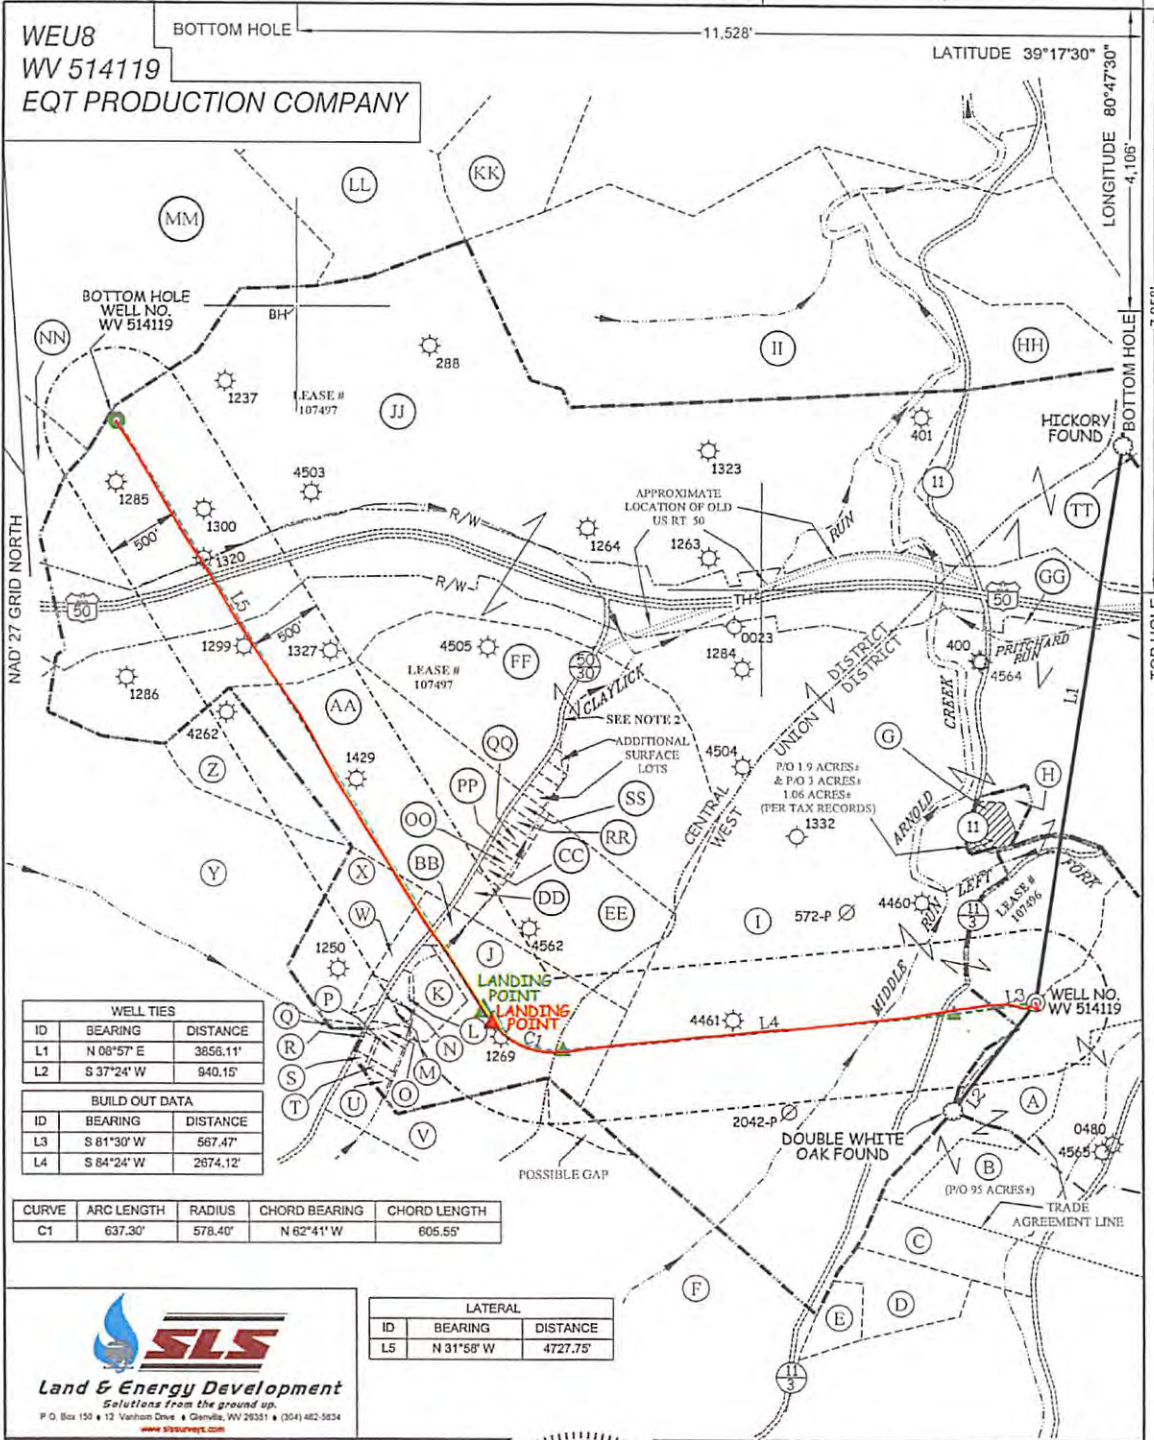 WEU8
WV 514119
EQT PRODUCTION COMPANY
BOTTOM HOLE
11,528'
LATITUDE 39°17'30"
LONGITUDE 80°47'30"
4,106'
BOTTOM HOLE
KK
LL
MM
BOTTOM HOLE
WELL NO.
WV 514119
NN
BH
288
II
HH
1237
LEASE #
107497
JJ
401
HICKORY
FOUND
1323
4503
1285
11
APPROXIMATE
LOCATION OF OLD
US RT. 50
TT
1300
R/W
500'
1264
1263
RUN
1320
NAD'27 GRID NORTH
GG
R/W
50
L5
TH
50
TOP HOLE
500'
0023
1299
1327
4505
FF
LEASE #
107497
1284
DISTRICT
DISTRICT
400
PRITCHARD
RUN
4564
1286
50
30
CLAYLICK
L1
AA
SEE NOTE 2
UNION
CREEK
4262
QQ
ADDITIONAL
SURFACE
LOTS
G
4504
Z
1429
PP
P/O 1.9 ACRES±
& P/O 3 ACRES±
1.06 ACRES±
(PER TAX RECORDS)
H
SS
OO
RR
CENTRAL
WEST
ARNOLD
11
1332
BB
CC
Y
X
LEFT
FORK
DD
W
EE
I
572-P
4460
RUN
LEASE #
107496
11
3
4562
1250
J
MIDDLE
K
LANDING
POINT
LANDING
POINT
P
L3
WELL NO.
WV 514119
Q
L
4461
L4
R
N
1269
C1
S
M
T
U
O
L2
A
V
2042-P
0480
DOUBLE WHITE
OAK FOUND
4565
POSSIBLE GAP
B
(P/O 95 ACRES±)
TRADE
AGREEMENT LINE
C
F
D
E
11
3
WELL TIES
ID BEARING DISTANCE
L1 N 08°57' E 3856.11'
L2 S 37°24' W 940.15'
BUILD OUT DATA
ID BEARING DISTANCE
L3 S 81°30' W 567.47'
L4 S 84°24' W 2674.12'
CURVE ARC LENGTH RADIUS CHORD BEARING CHORD LENGTH
C1 637.30' 578.40' N 62°41' W 605.55'
LATERAL
ID BEARING DISTANCE
L5 N 31°58' W 4727.75'
SLS
Land & Energy Development
Solutions from the ground up.
P.O. Box 150 ♦ 12 Vanhorn Drive ♦ Glenville, WV 26351 ♦ (304) 462-5634
www.slssurveys.com